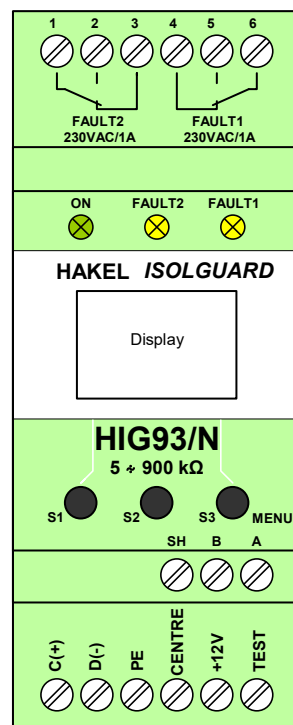 1 2 3 4 5 6
FAULT2 FAULT1
230VAC/1A 230VAC/1A
ON FAULT2 FAULT1
HAKEL ISOLGUARD
Display
HIG93/N
5 ÷ 900 kΩ
S1 S2 S3 MENU
SH B A
C(+) D(-) PE CENTRE +12V TEST